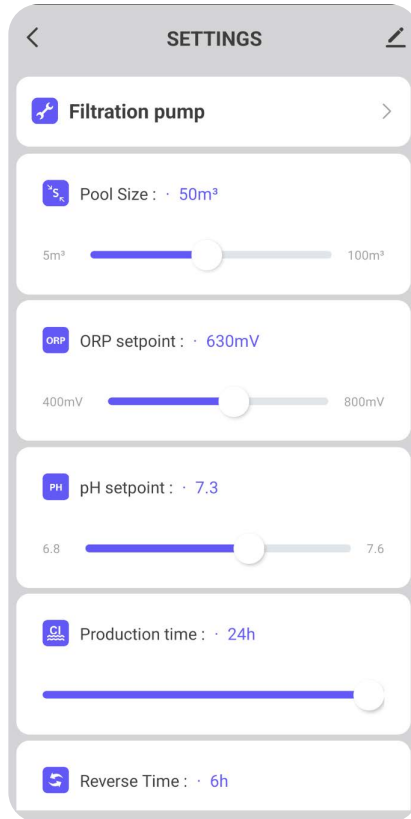 SETTINGS
Filtration pump
S Pool Size : · 50m³
5m³ 100m³
ORP ORP setpoint : · 630mV
400mV 800mV
PH pH setpoint : · 7.3
6.8 7.6
Cl Production time : · 24h
Reverse Time : · 6h